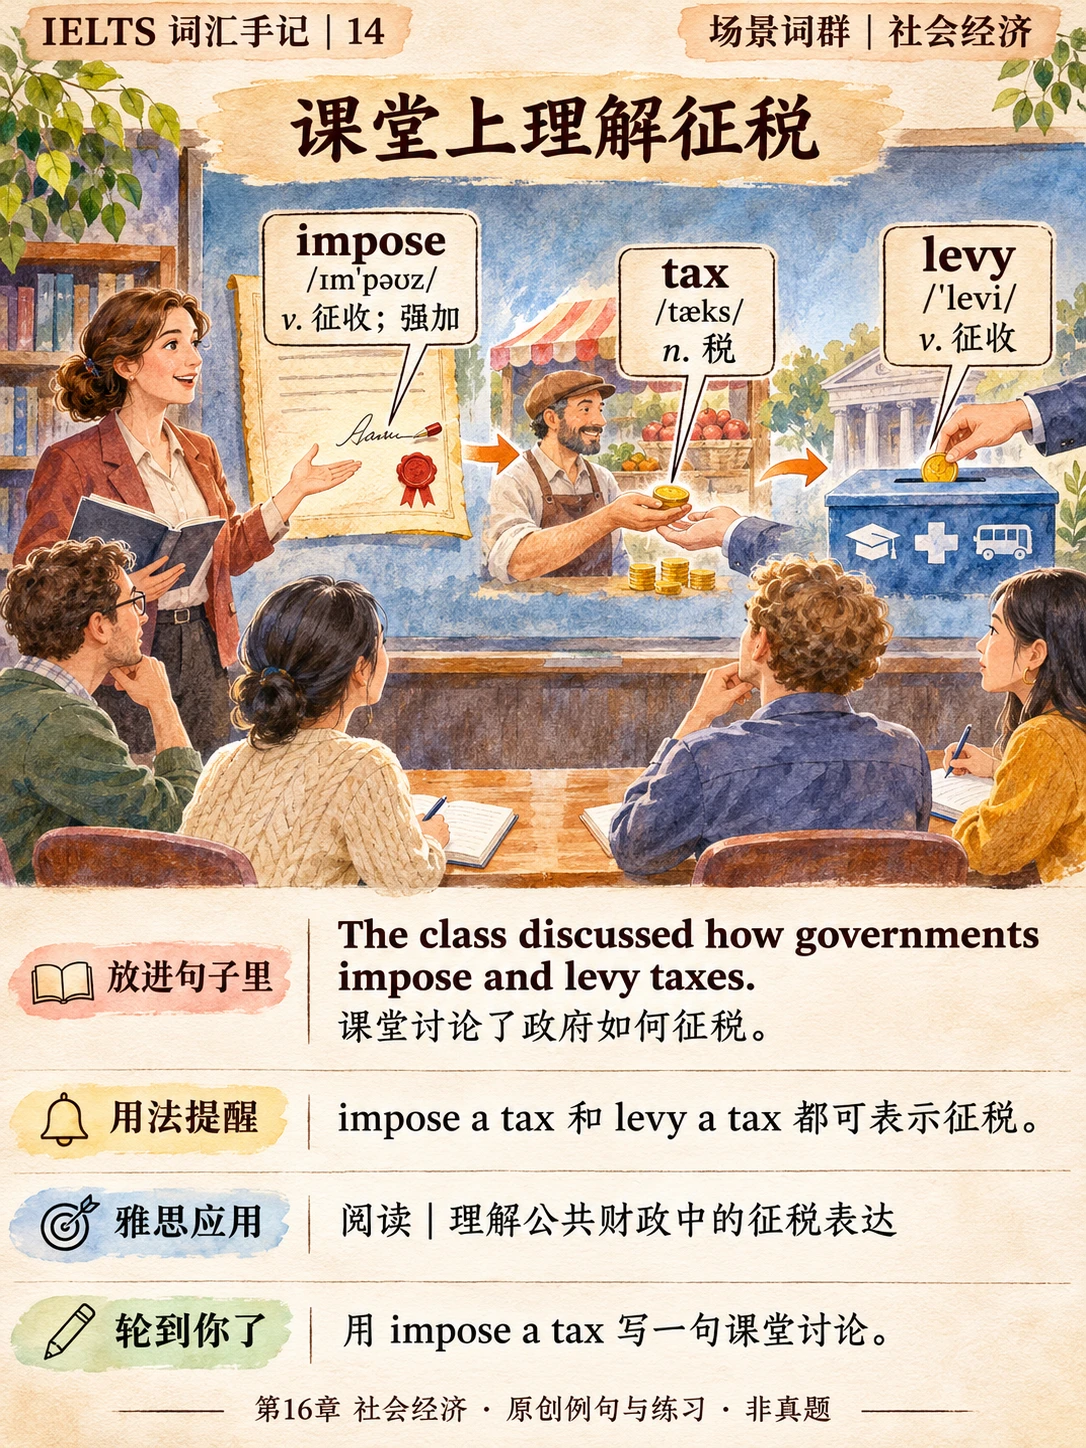 IELTS 词汇手记 | 14
场景词群 | 社会经济
课堂上理解征税
impose
/ɪmˈpəʊz/
v. 征收；强加
tax
/tæks/
n. 税
levy
/ˈlevi/
v. 征收
放进句子里
The class discussed how governments
impose and levy taxes.
课堂讨论了政府如何征税。
用法提醒
impose a tax 和 levy a tax 都可表示征税。
雅思应用
阅读 | 理解公共财政中的征税表达
轮到你了
用 impose a tax 写一句课堂讨论。
第16章 社会经济 · 原创例句与练习 · 非真题